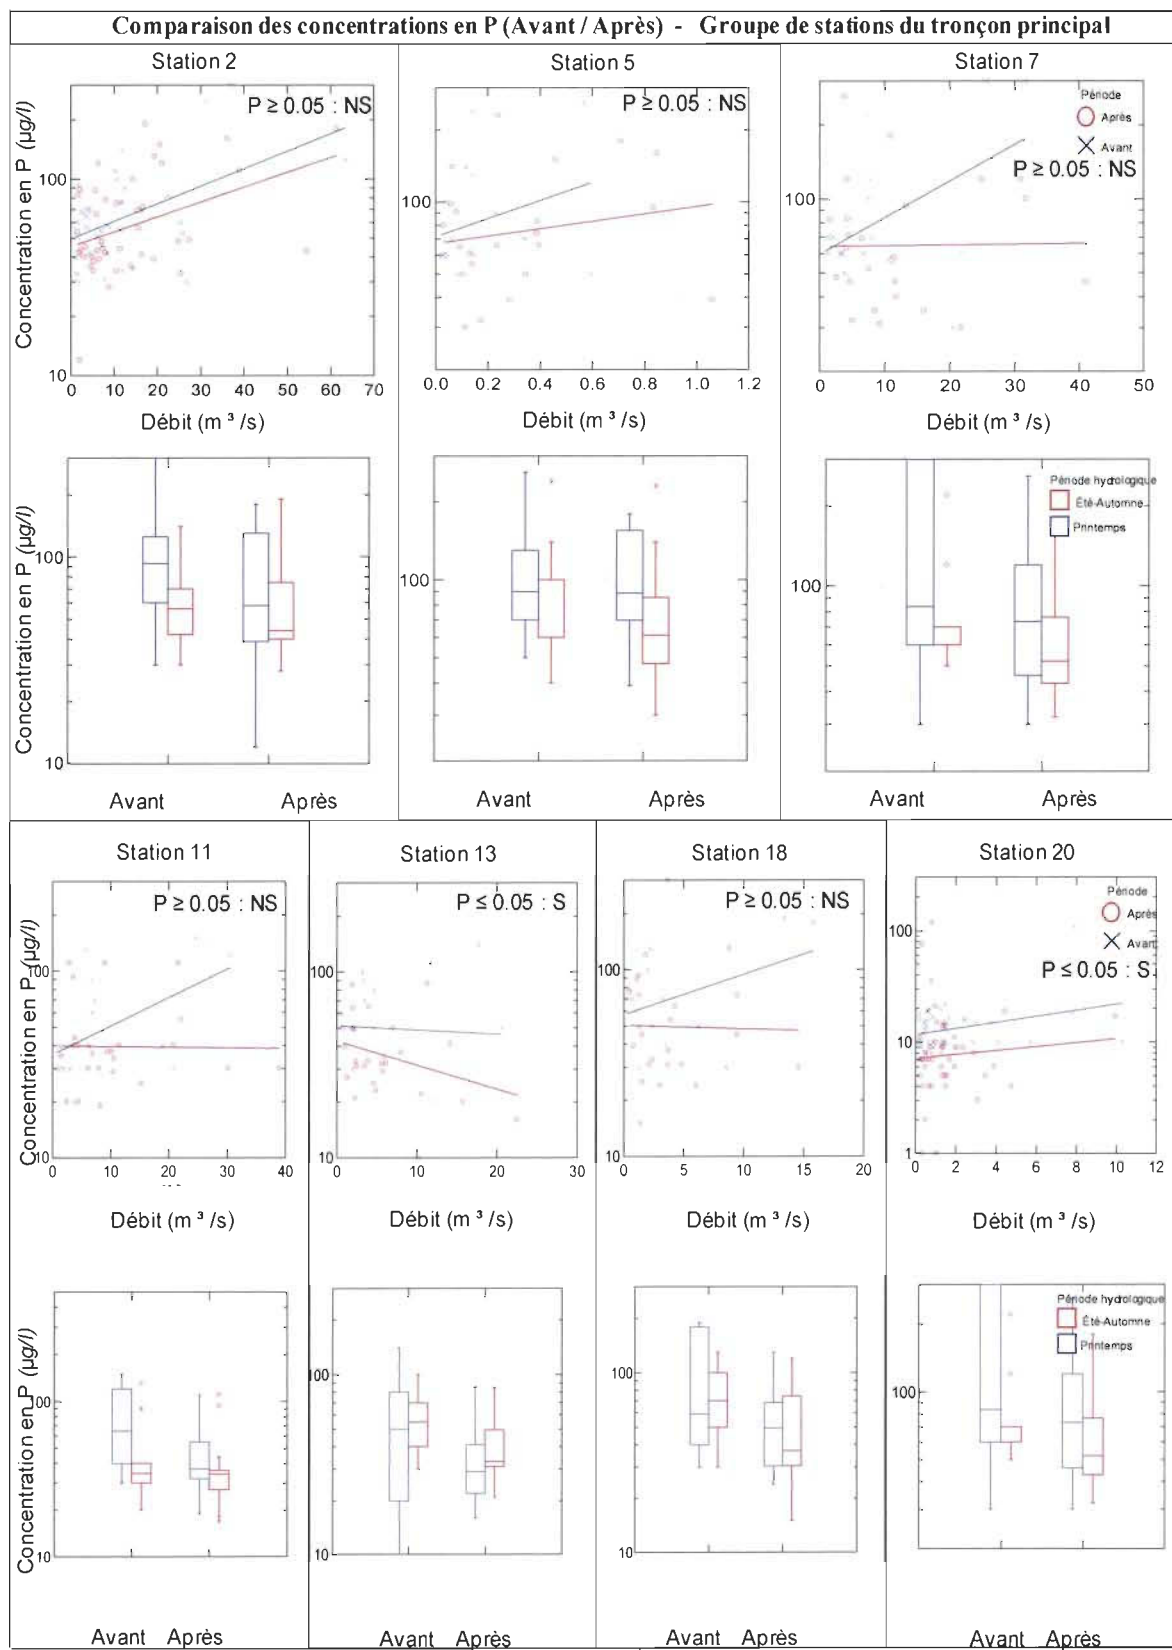 Comparaison des concentrations en P (Avant / Après) - Groupe de stations du tronçon principal
Station 2
Station 5
Station 7
Concentration en P (µg/l)
P ≥ 0.05 : NS
100
10
0 10 20 30 40 50 60 70
Débit (m³/s)
P ≥ 0.05 : NS
100
0.0 0.2 0.4 0.6 0.8 1.0 1.2
Débit (m³/s)
Période
Après
Avant
P ≥ 0.05 : NS
100
0 10 20 30 40 50
Débit (m³/s)
Concentration en P (µg/l)
100
10
Avant Après
100
Avant Après
Période hydrologique
Été-Automne
Printemps
100
Avant Après
Station 11
Station 13
Station 18
Station 20
Concentration en P (µg/l)
P ≥ 0.05 : NS
100
10
0 10 20 30 40
Débit (m³/s)
P ≤ 0.05 : S
100
10
0 10 20 30
Débit (m³/s)
P ≥ 0.05 : NS
100
10
0 5 10 15 20
Débit (m³/s)
Période
Après
Avant
P ≤ 0.05 : S
100
10
1
0 2 4 6 8 10 12
Débit (m³/s)
Concentration en P (µg/l)
100
10
Avant Après
100
10
Avant Après
100
10
Avant Après
Période hydrologique
Été-Automne
Printemps
100
Avant Après